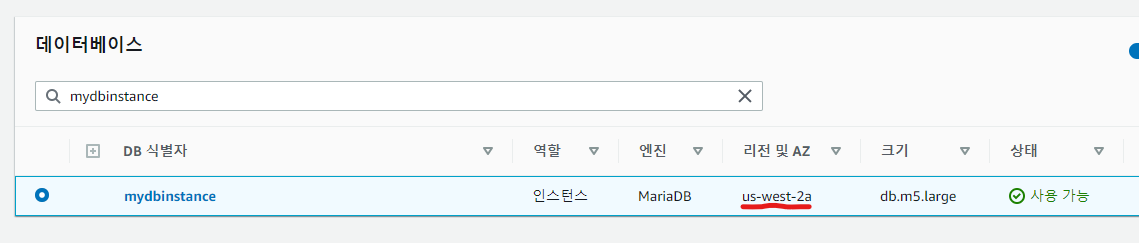 데이터베이스
mydbinstance
DB 식별자 역할 엔진 리전 및 AZ 크기 상태
mydbinstance 인스턴스 MariaDB us-west-2a db.m5.large 사용 가능